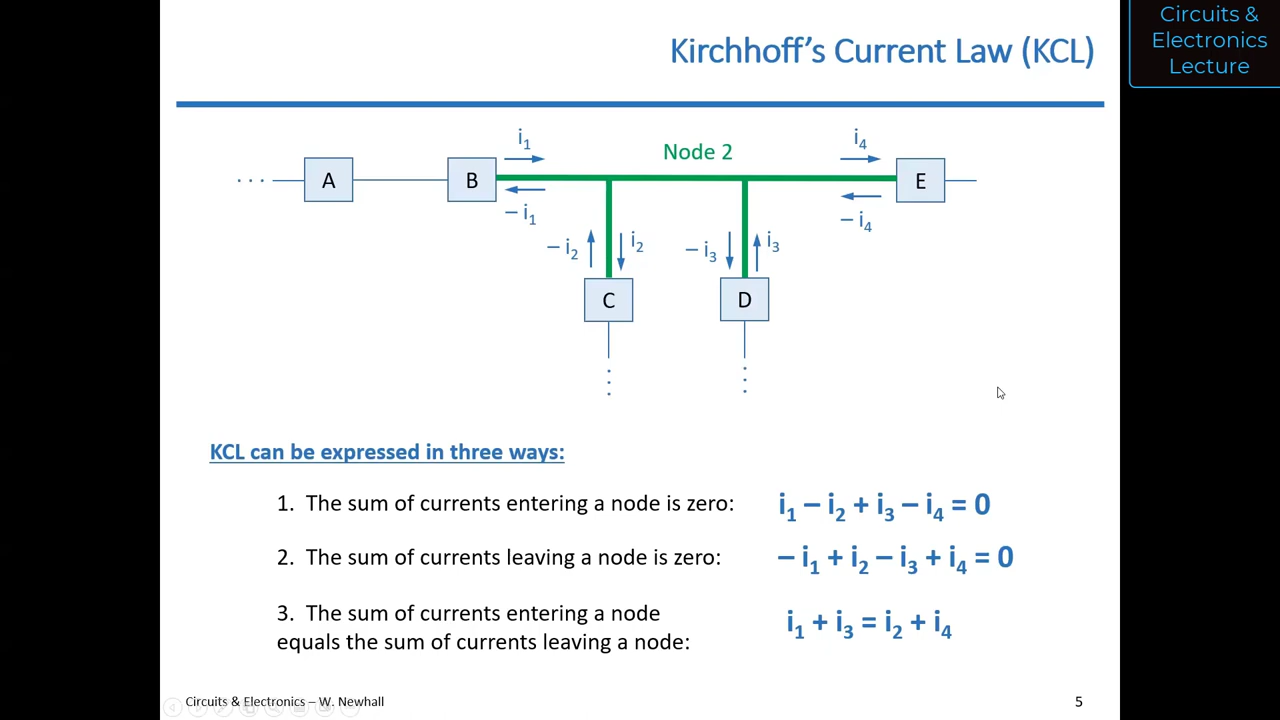 Circuits &
Electronics
Lecture
Kirchhoff's Current Law (KCL)
i₁
Node 2
i₄
· · ·
A
B
E
– i₁
– i₄
– i₂
i₂
– i₃
i₃
C
D
KCL can be expressed in three ways:
1. The sum of currents entering a node is zero: i₁ – i₂ + i₃ – i₄ = 0
2. The sum of currents leaving a node is zero: – i₁ + i₂ – i₃ + i₄ = 0
3. The sum of currents entering a node
equals the sum of currents leaving a node: i₁ + i₃ = i₂ + i₄
Circuits & Electronics – W. Newhall
5